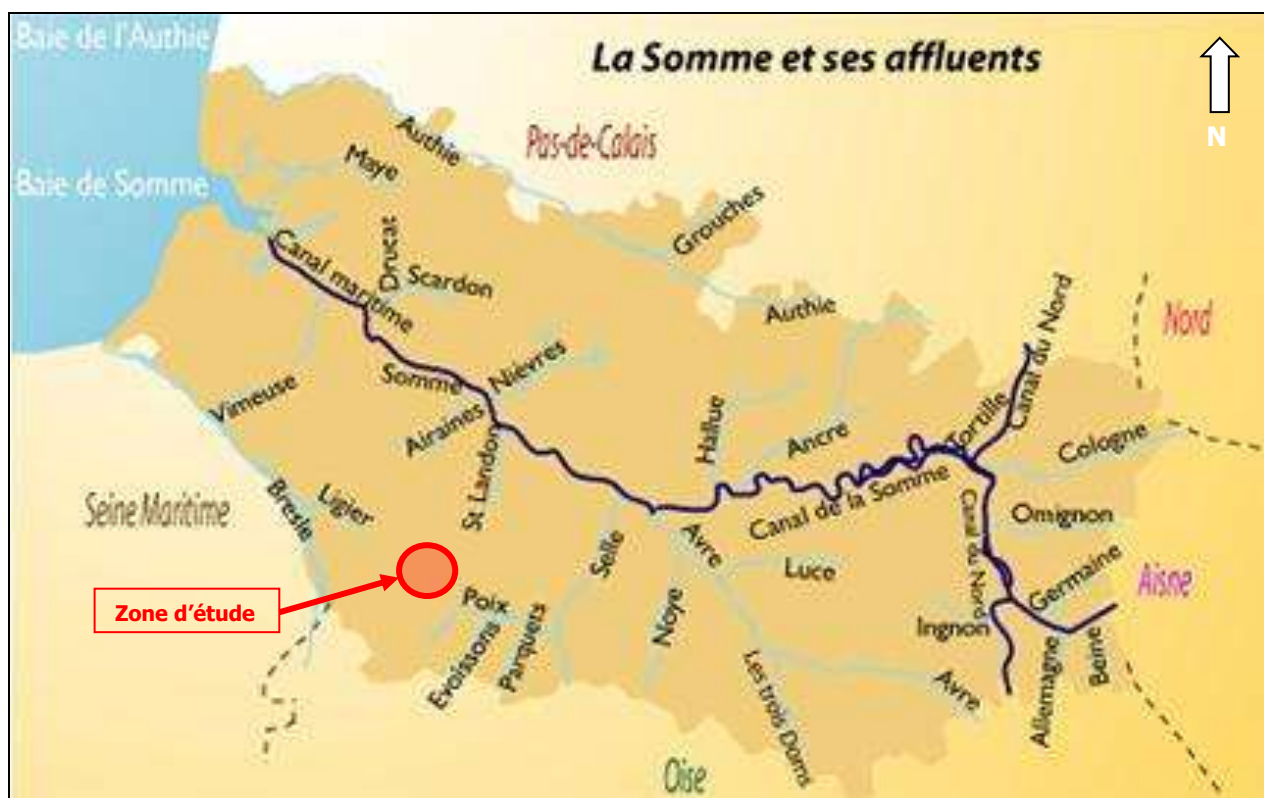 La Somme et ses affluents
N
Baie de l'Authie
Baie de Somme
Pas-de-Calais
Authie
Maye
Grouches
Drucat
Scardon
Canal maritime
Authie
Nord
Canal du Nord
Nièvres
Somme
Vimeuse
Airaines
St Landon
Hallue
Ancre
Tortille
Cologne
Canal de la Somme
Omignon
Canal du Nord
Seine Maritime
Bresle
Ligier
Selle
Avre
Luce
Germaine
Aisne
Zone d'étude
Poix
Evoissons
Parquets
Noye
Ingnon
Les trois Doms
Avre
Allemagne
Beine
Oise